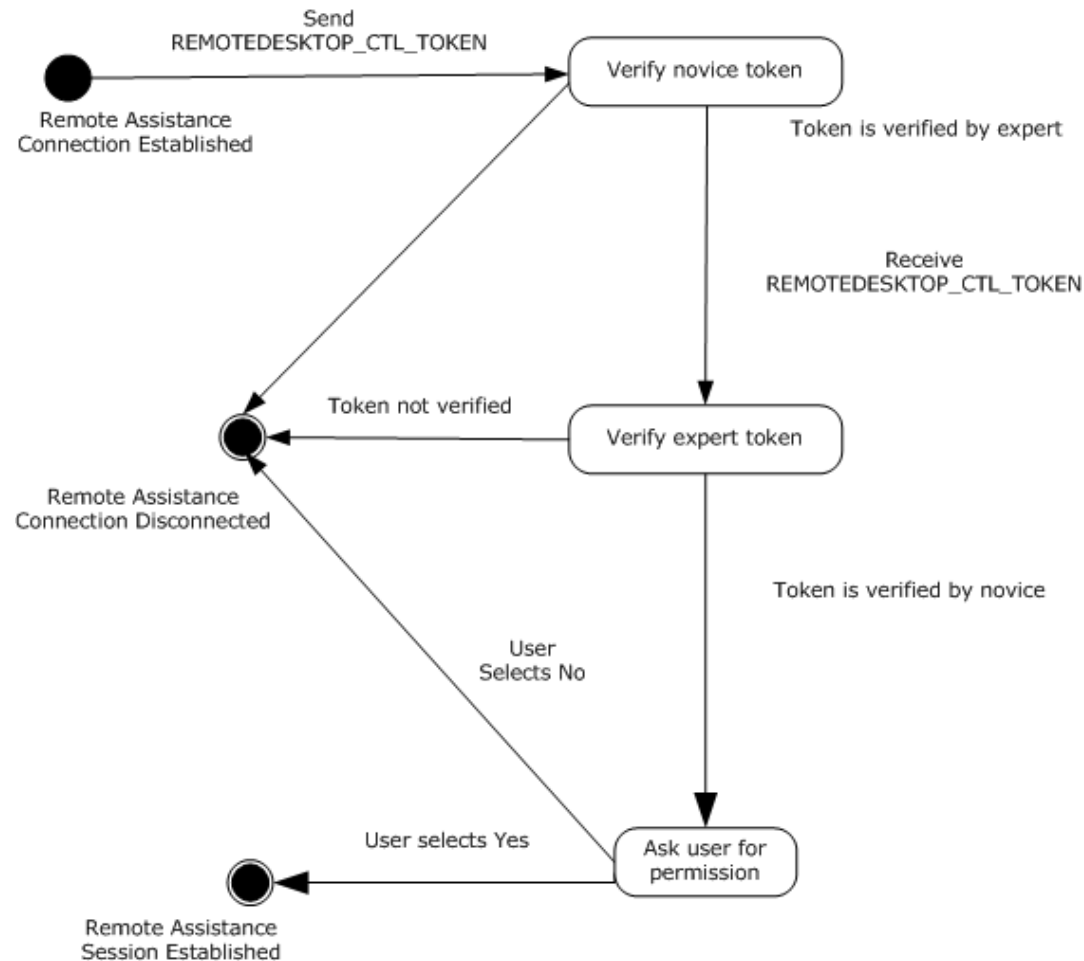 Send
REMOTEDESKTOP_CTL_TOKEN
Verify novice token
Remote Assistance
Connection Established
Token is verified by expert
Receive
REMOTEDESKTOP_CTL_TOKEN
Token not verified
Verify expert token
Remote Assistance
Connection Disconnected
Token is verified by novice
User
Selects No
User selects Yes
Ask user for
permission
Remote Assistance
Session Established